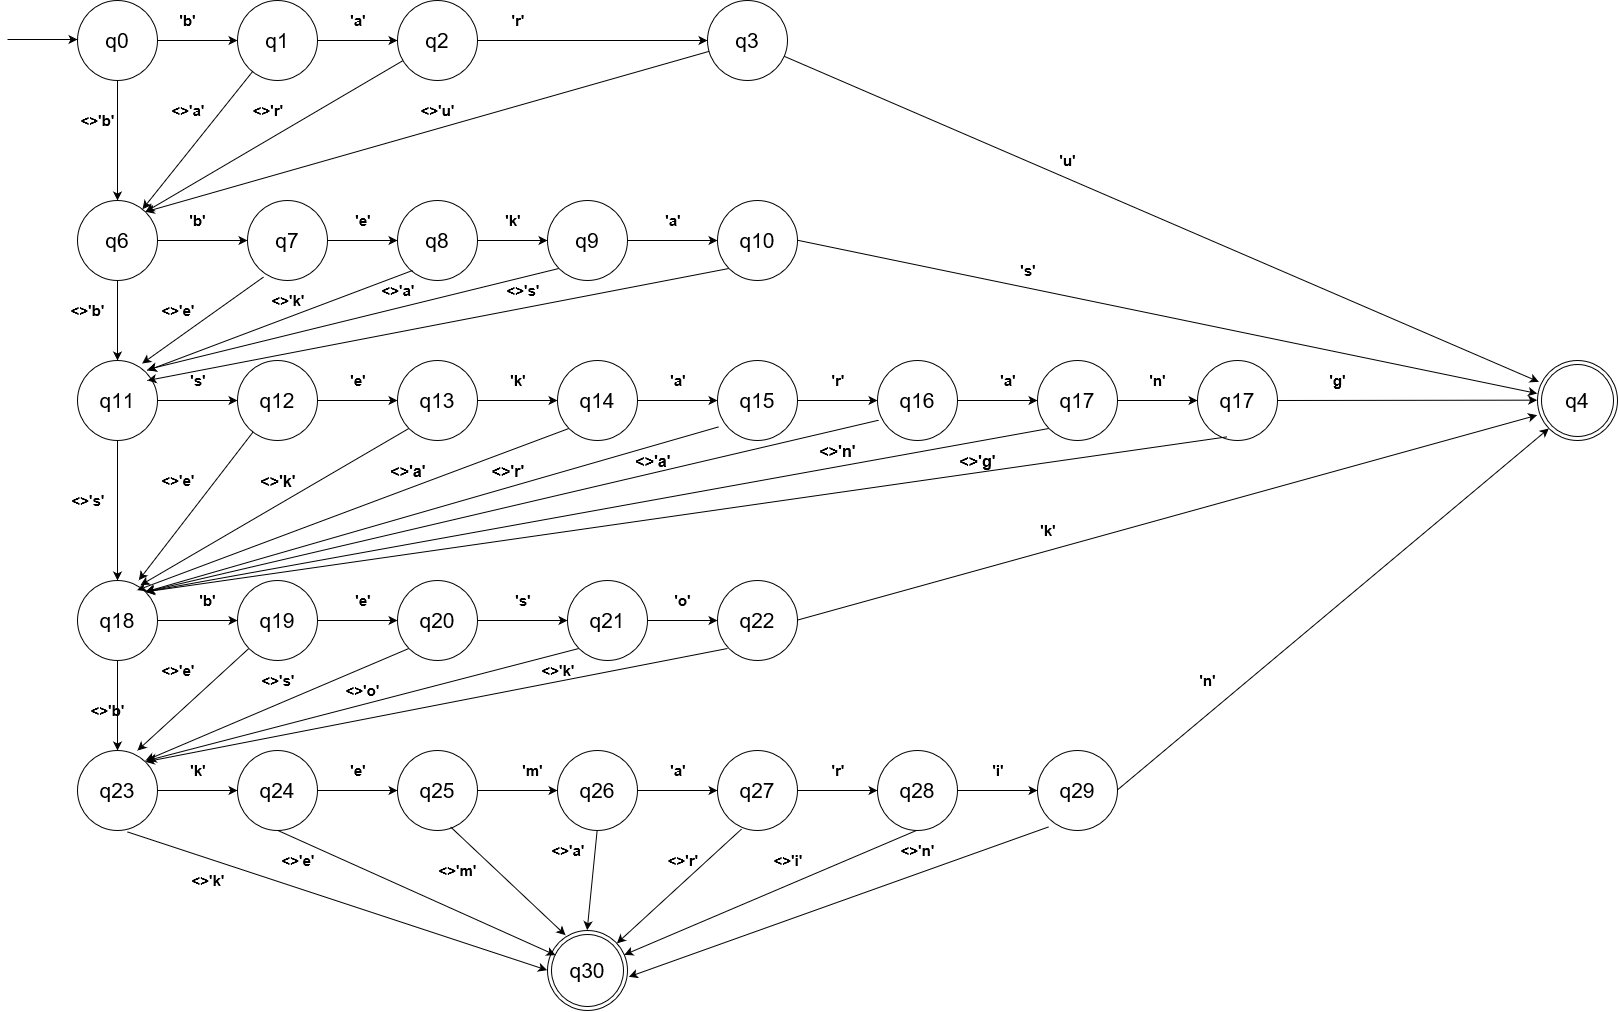 'b' 'a' 'r'
q0 q1 q2 q3
<>'b' <>'a' <>'r' <>'u'
'u'
'b' 'e' 'k' 'a'
q6 q7 q8 q9 q10
's'
<>'b' <>'e' <>'k' <>'a' <>'s'
's' 'e' 'k' 'a' 'r' 'a' 'n' 'g'
q11 q12 q13 q14 q15 q16 q17 q17 q4
<>'s' <>'e' <>'k' <>'a' <>'r' <>'a' <>'n' <>'g'
'k'
'b' 'e' 's' 'o'
q18 q19 q20 q21 q22
<>'b' <>'e' <>'s' <>'o' <>'k'
'n'
'k' 'e' 'm' 'a' 'r' 'i'
q23 q24 q25 q26 q27 q28 q29
<>'k' <>'e' <>'m' <>'a' <>'r' <>'i' <>'n'
q30